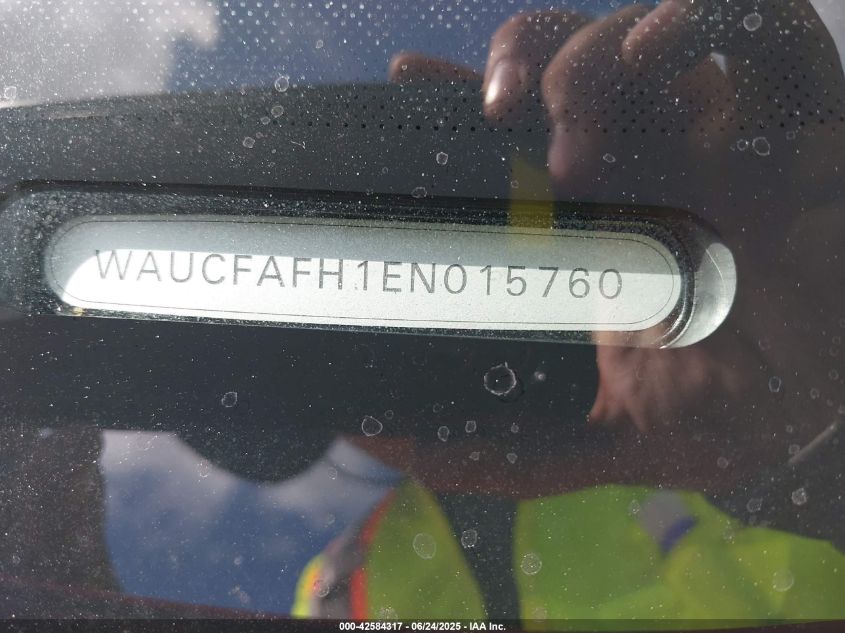 WAUCFAFH1EN015760
000-42584317 - 06/24/2025 - IAA Inc.